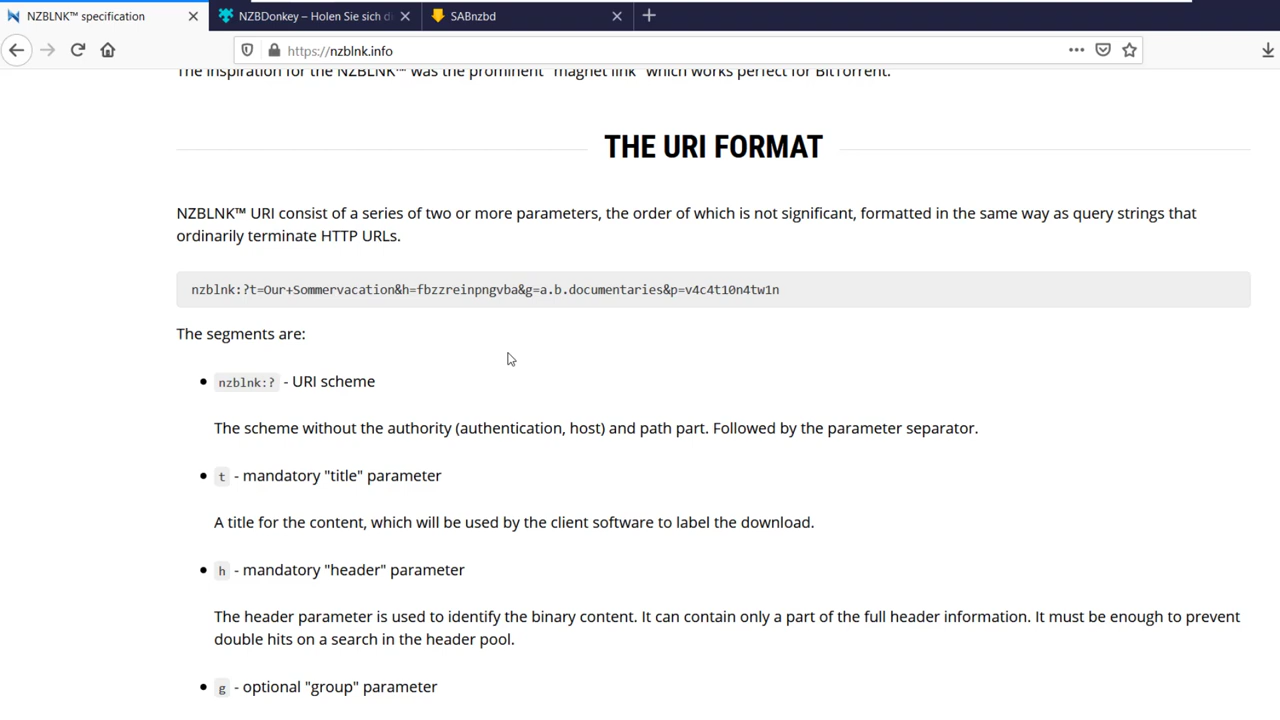 NZBLNK™ specification
NZBDonkey – Holen Sie sich d
SABnzbd
https://nzblnk.info
The inspiration for the NZBLNK™ was the prominent "magnet link" which works perfect for BitTorrent.
THE URI FORMAT
NZBLNK™ URI consist of a series of two or more parameters, the order of which is not significant, formatted in the same way as query strings that
ordinarily terminate HTTP URLs.
nzblnk:?t=Our+Sommervacation&h=fbzzreinpngvba&g=a.b.documentaries&p=v4c4t10n4tw1n
The segments are:
nzblnk:? - URI scheme
The scheme without the authority (authentication, host) and path part. Followed by the parameter separator.
t - mandatory "title" parameter
A title for the content, which will be used by the client software to label the download.
h - mandatory "header" parameter
The header parameter is used to identify the binary content. It can contain only a part of the full header information. It must be enough to prevent
double hits on a search in the header pool.
g - optional "group" parameter